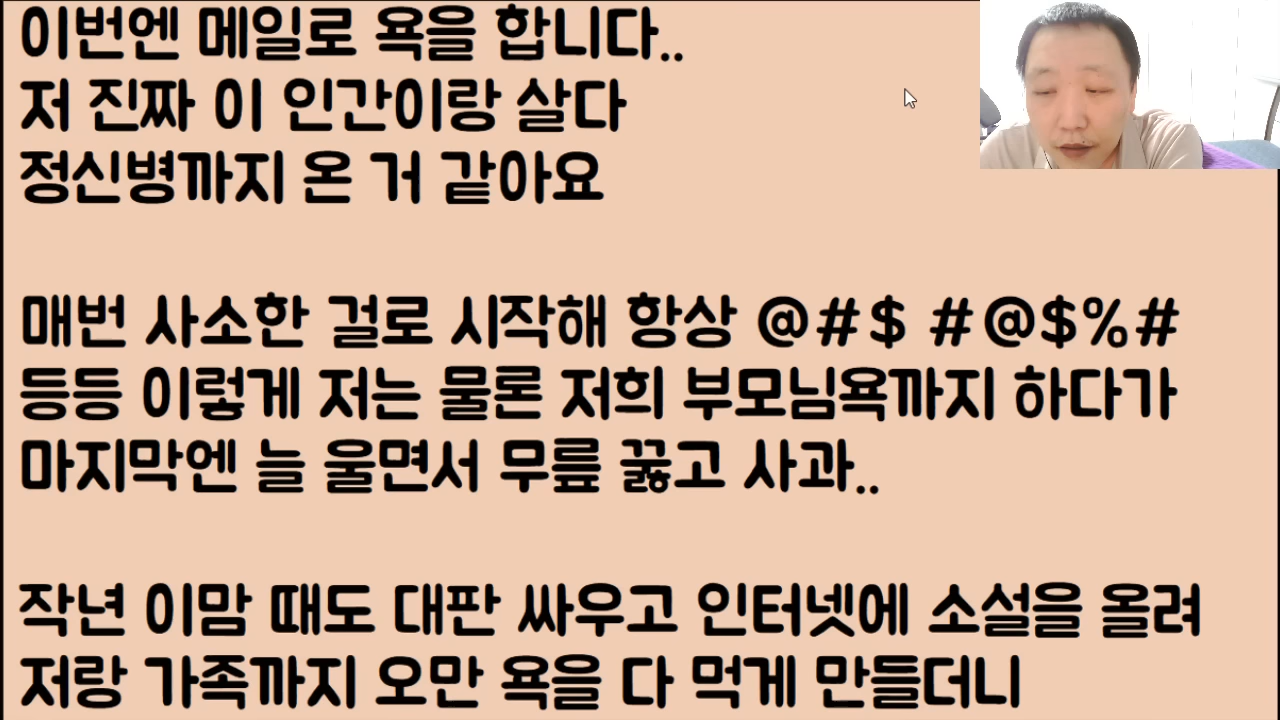 이번엔 메일로 욕을 합니다..
저 진짜 이 인간이랑 살다
정신병까지 온 거 같아요
매번 사소한 걸로 시작해 항상 @#$ #@$%#
등등 이렇게 저는 물론 저희 부모님욕까지 하다가
마지막엔 늘 울면서 무릎 꿇고 사과..
작년 이맘 때도 대판 싸우고 인터넷에 소설을 올려
저랑 가족까지 오만 욕을 다 먹게 만들더니